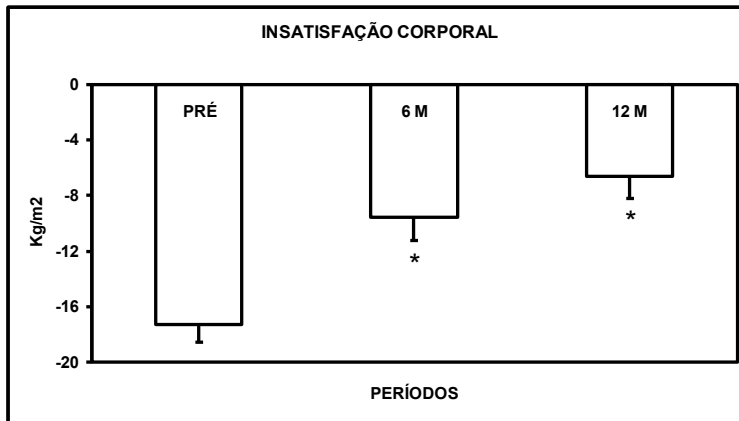 INSATISFAÇÃO CORPORAL
0
-4
-8
-12
-16
-20
Kg/m2
PRÉ
6 M
12 M
*
*
PERÍODOS